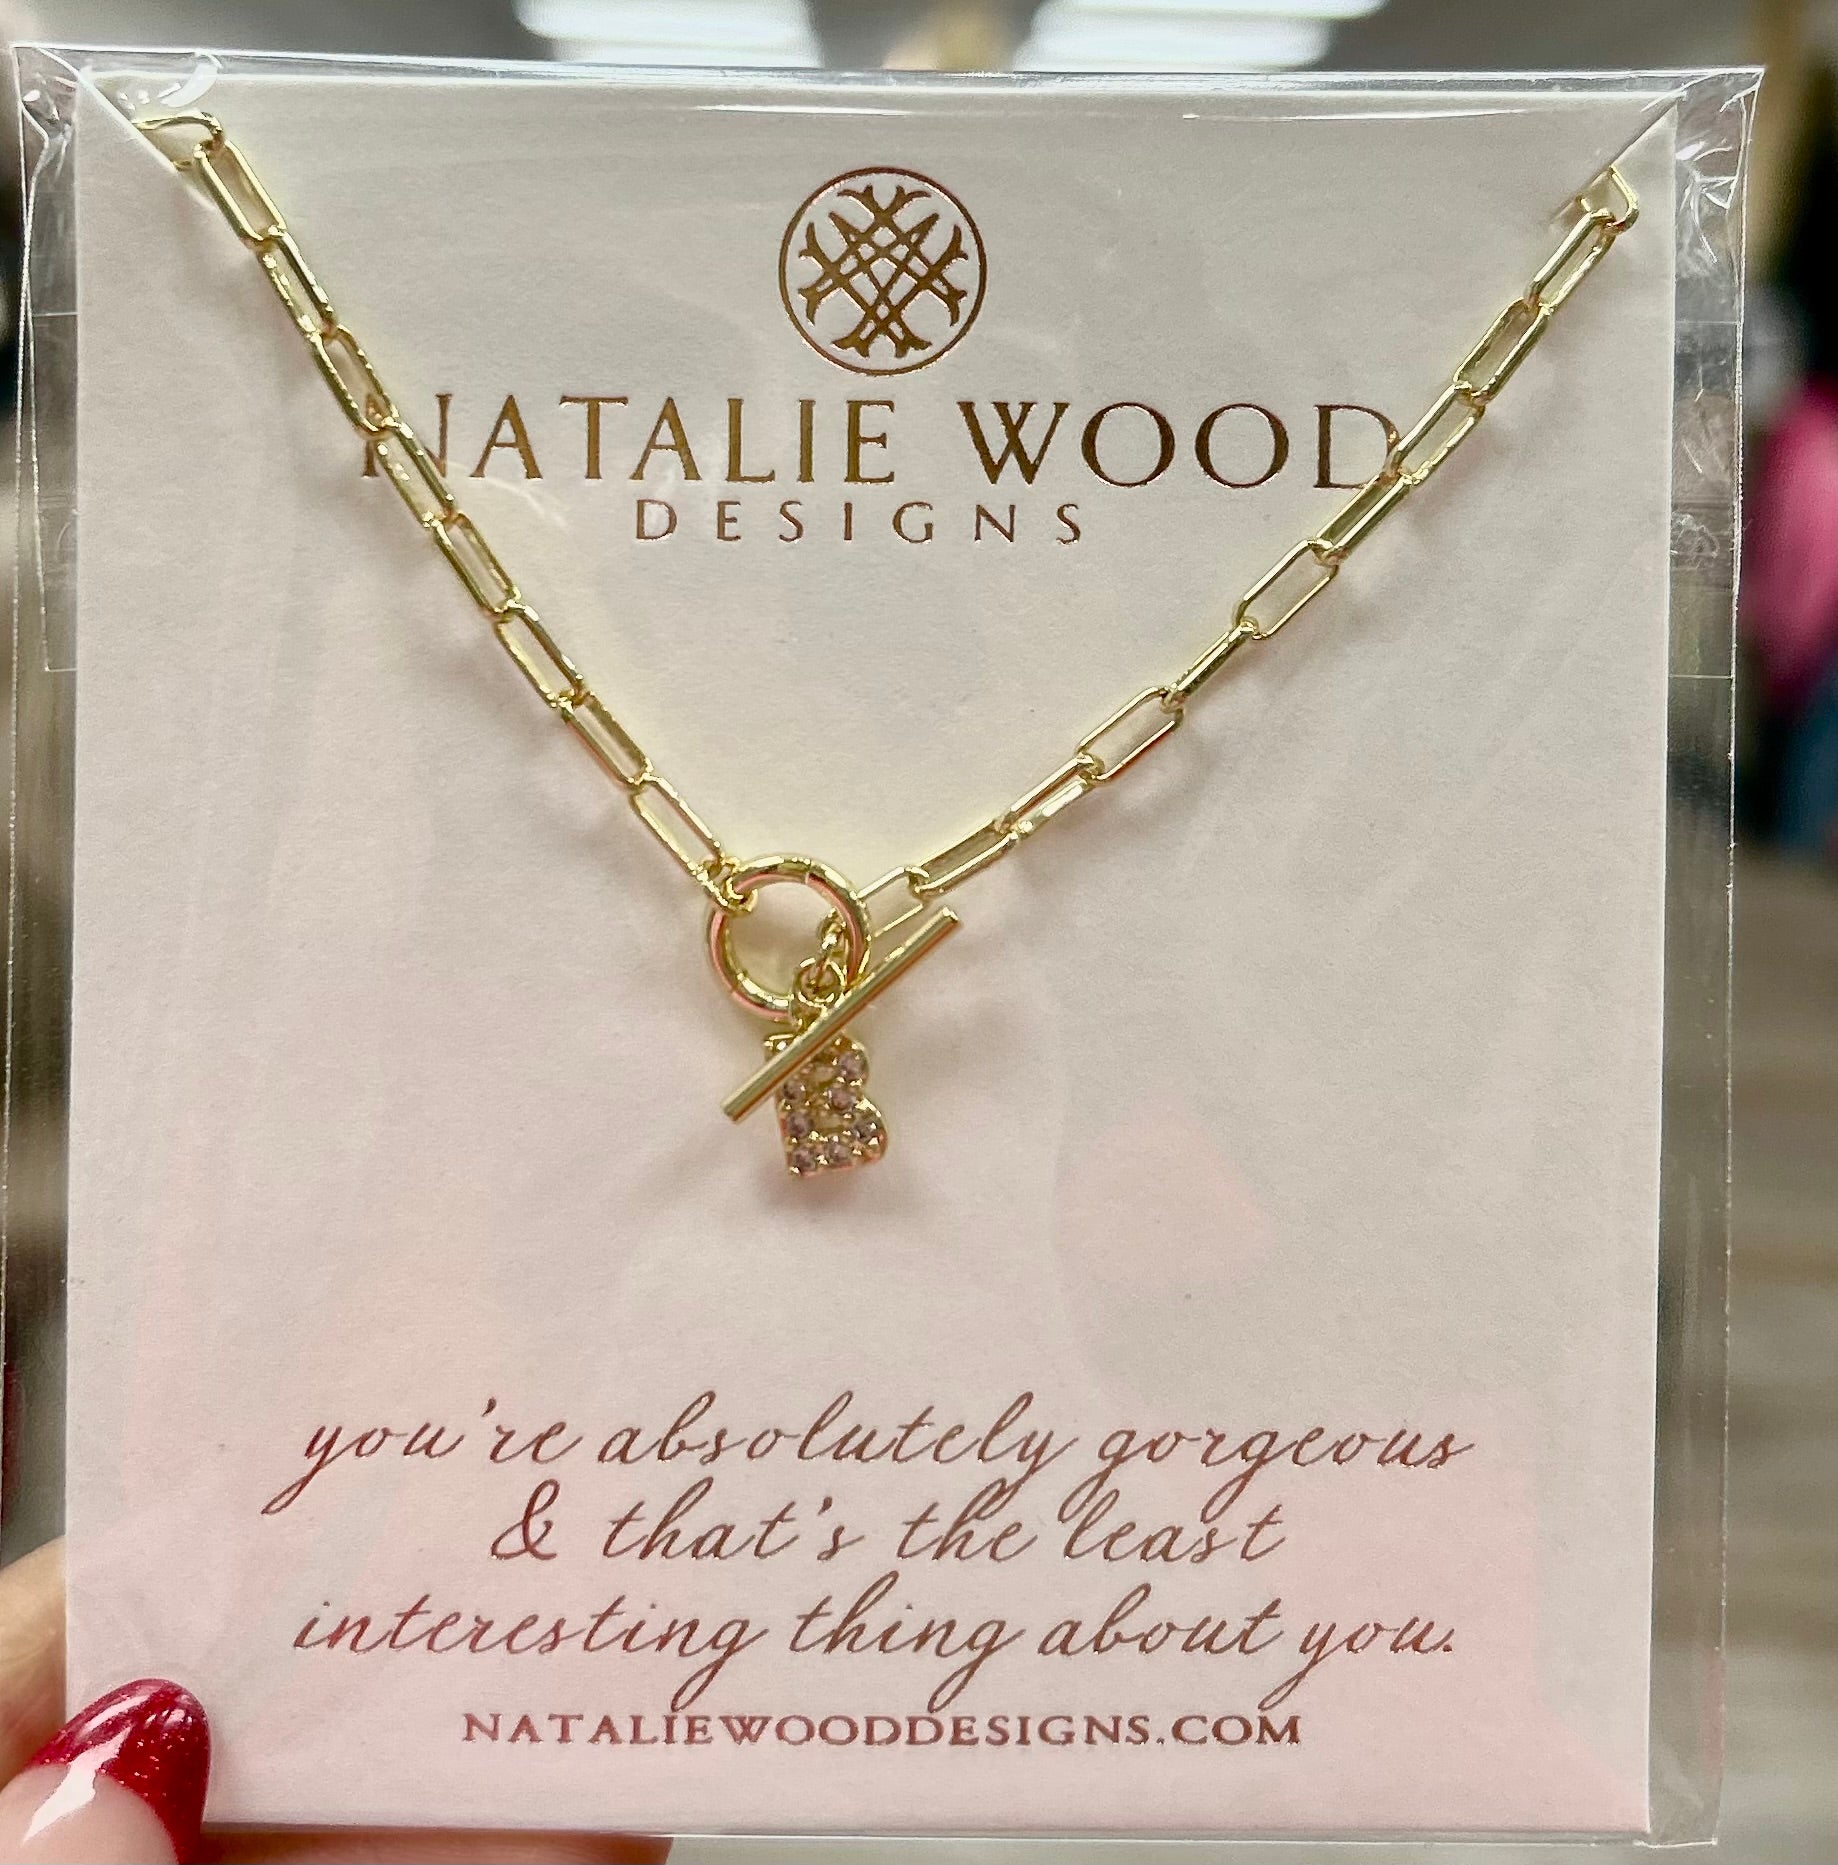 NATALIE WOOD
DESIGNS
B
you're absolutely gorgeous
& that's the least
interesting thing about you.
NATALIEWOODDESIGNS.COM